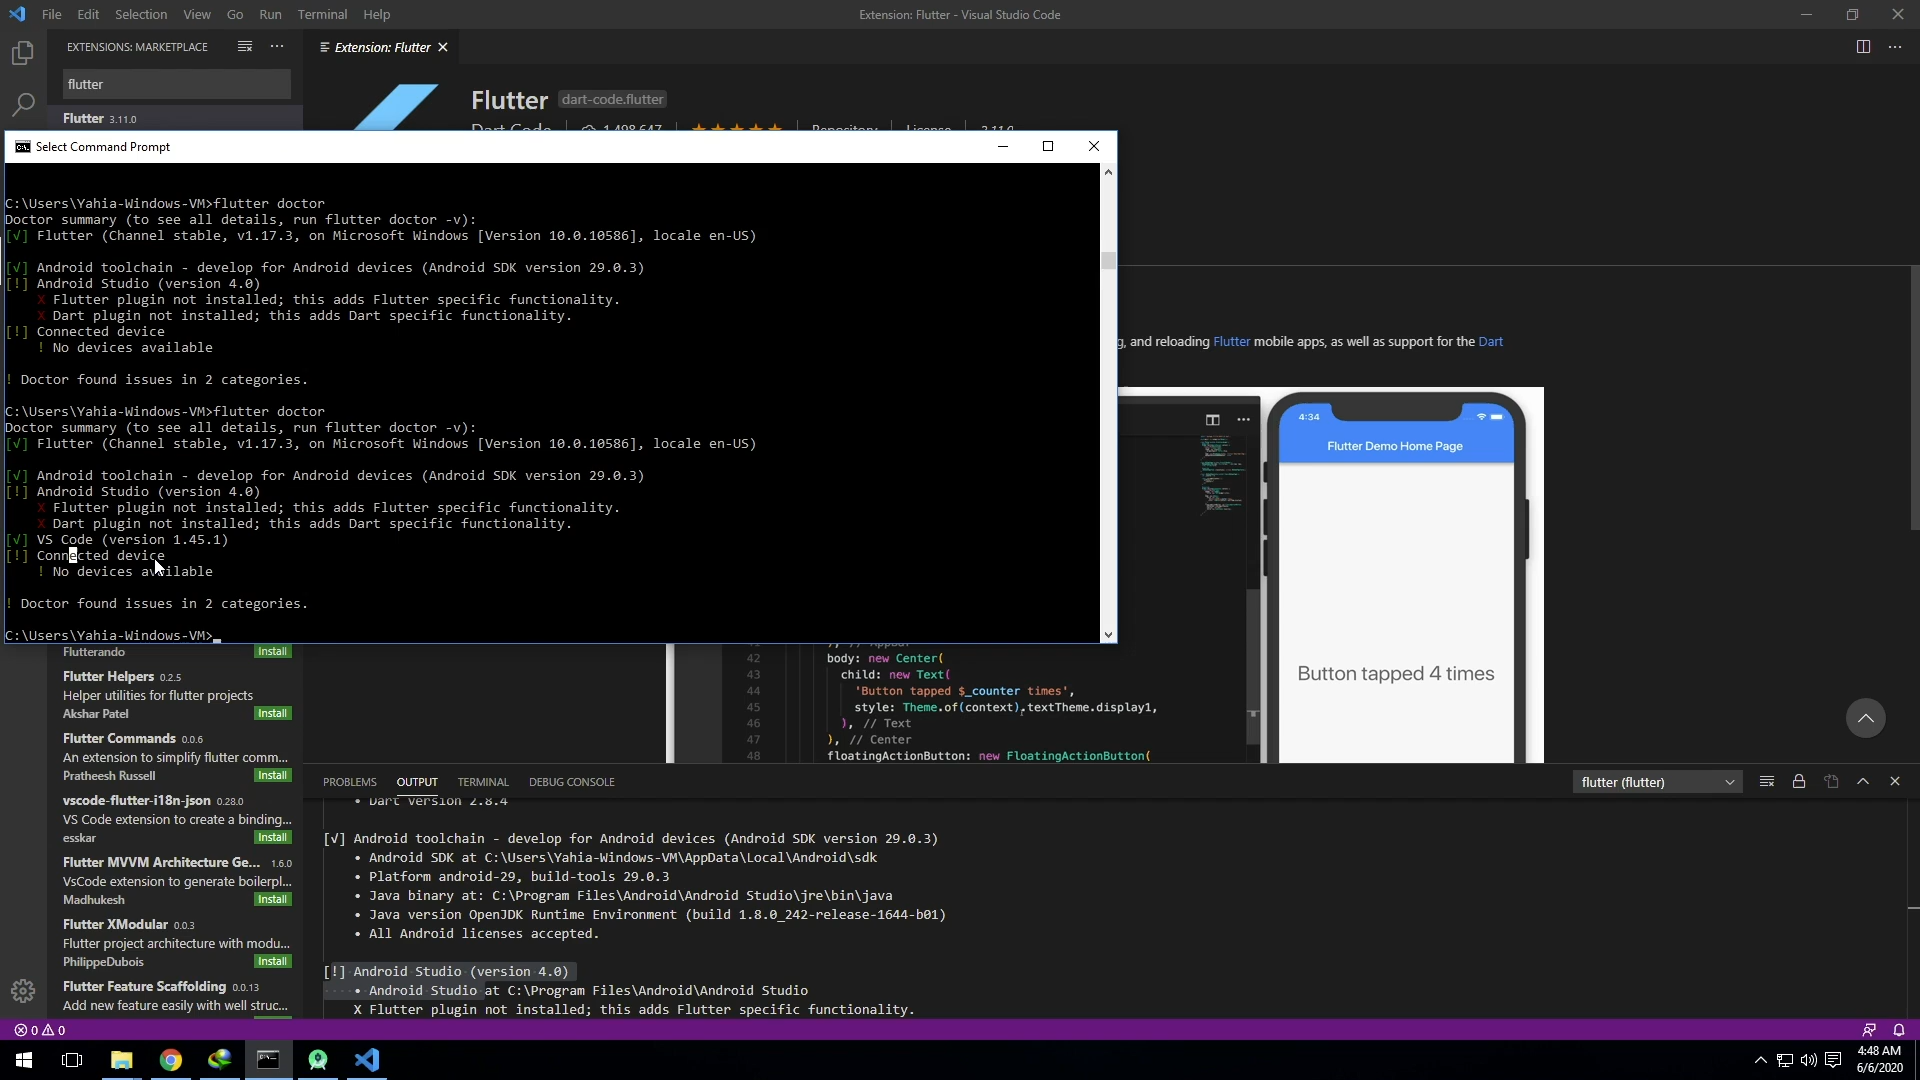 File Edit Selection View Go Run Terminal Help
Extension: Flutter - Visual Studio Code
EXTENSIONS: MARKETPLACE
Extension: Flutter
flutter
Flutter 3.11.0
Flutter dart-code.flutter
Dart Code 1,498,647 Repository License 3.11.0
Select Command Prompt
C:\Users\Yahia-Windows-VM>flutter doctor
Doctor summary (to see all details, run flutter doctor -v):
[√] Flutter (Channel stable, v1.17.3, on Microsoft Windows [Version 10.0.10586], locale en-US)
[√] Android toolchain - develop for Android devices (Android SDK version 29.0.3)
[!] Android Studio (version 4.0)
X Flutter plugin not installed; this adds Flutter specific functionality.
X Dart plugin not installed; this adds Dart specific functionality.
[!] Connected device
! No devices available
! Doctor found issues in 2 categories.
C:\Users\Yahia-Windows-VM>flutter doctor
Doctor summary (to see all details, run flutter doctor -v):
[√] Flutter (Channel stable, v1.17.3, on Microsoft Windows [Version 10.0.10586], locale en-US)
[√] Android toolchain - develop for Android devices (Android SDK version 29.0.3)
[!] Android Studio (version 4.0)
X Flutter plugin not installed; this adds Flutter specific functionality.
X Dart plugin not installed; this adds Dart specific functionality.
[√] VS Code (version 1.45.1)
[!] Connected device
! No devices available
! Doctor found issues in 2 categories.
C:\Users\Yahia-Windows-VM>_
, and reloading Flutter mobile apps, as well as support for the Dart
4:34
Flutter Demo Home Page
Button tapped 4 times
42 body: new Center(
43 child: new Text(
44 'Button tapped $_counter times',
45 style: Theme.of(context).textTheme.display1,
46 ), // Text
47 ), // Center
48 floatingActionButton: new FloatingActionButton(
Flutterando Install
Flutter Helpers 0.2.5
Helper utilities for flutter projects
Akshar Patel Install
Flutter Commands 0.0.6
An extension to simplify flutter comm...
Pratheesh Russell Install
vscode-flutter-i18n-json 0.28.0
VS Code extension to create a binding...
esskar Install
Flutter MVVM Architecture Ge... 1.6.0
VsCode extension to generate boilerpl...
Madhukesh Install
Flutter XModular 0.0.3
Flutter project architecture with modu...
PhilippeDubois Install
Flutter Feature Scaffolding 0.0.13
Add new feature easily with well struc...
PROBLEMS OUTPUT TERMINAL DEBUG CONSOLE
flutter (flutter)
• Dart version 2.8.4
[√] Android toolchain - develop for Android devices (Android SDK version 29.0.3)
• Android SDK at C:\Users\Yahia-Windows-VM\AppData\Local\Android\sdk
• Platform android-29, build-tools 29.0.3
• Java binary at: C:\Program Files\Android\Android Studio\jre\bin\java
• Java version OpenJDK Runtime Environment (build 1.8.0_242-release-1644-b01)
• All Android licenses accepted.
[!] Android Studio (version 4.0)
• Android Studio at C:\Program Files\Android\Android Studio
X Flutter plugin not installed; this adds Flutter specific functionality.
0 0
4:48 AM
6/6/2020